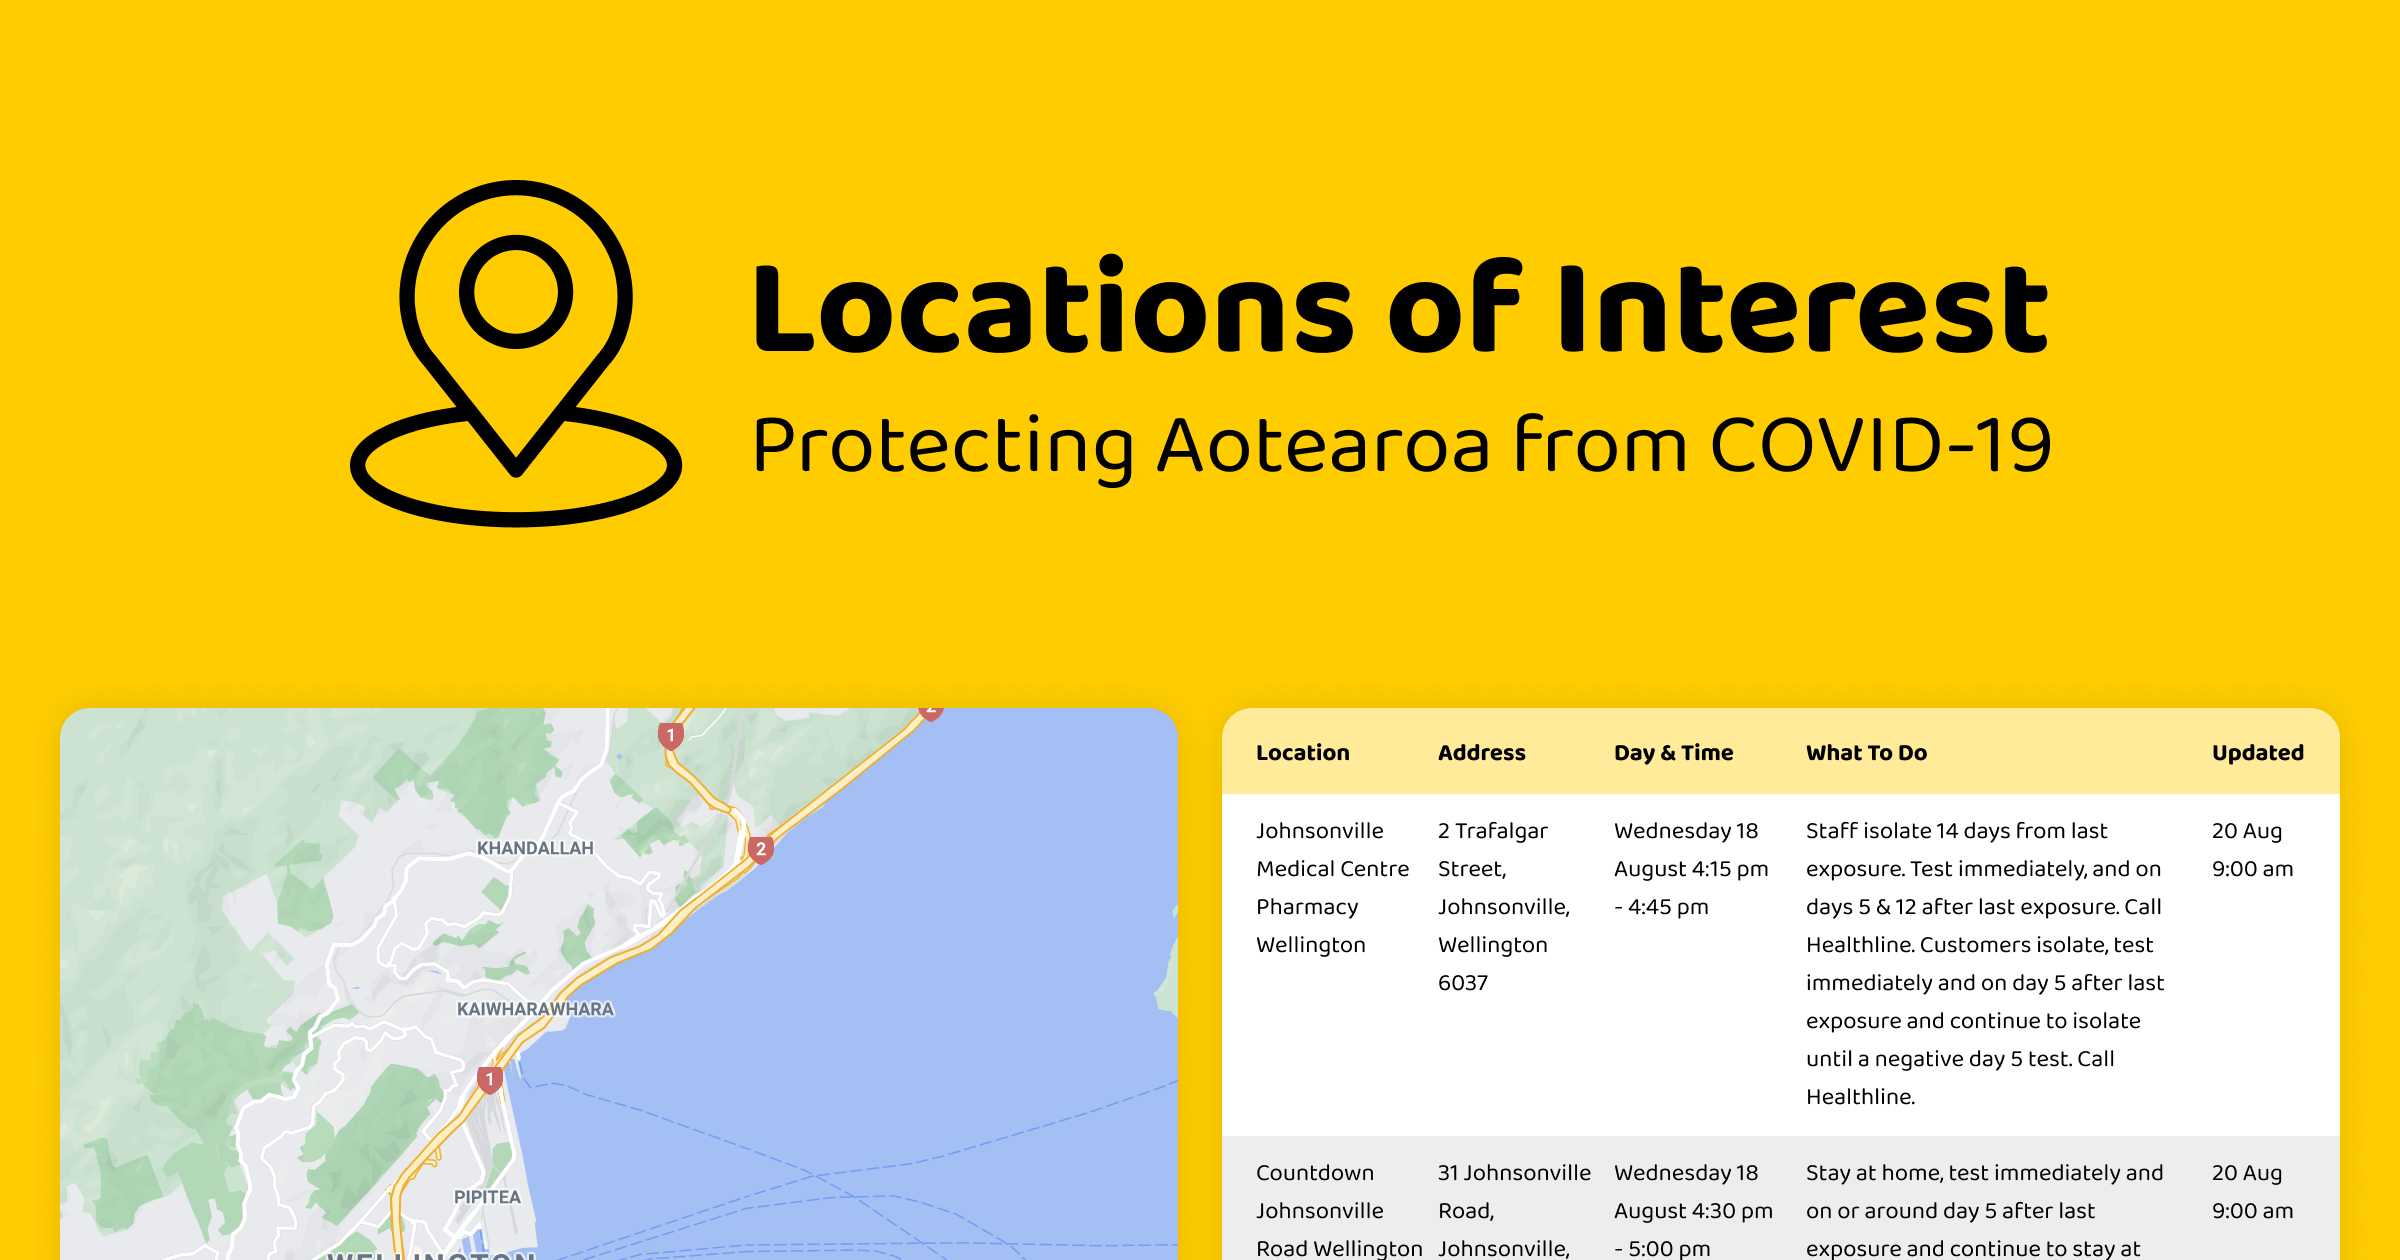 Locations of Interest
Protecting Aotearoa from COVID-19
2
1
KHANDALLAH
2
KAIWHARAWHARA
1
PIPITEA
WELLINGTON
Location Address Day & Time What To Do Updated
Johnsonville 2 Trafalgar Wednesday 18 Staff isolate 14 days from last 20 Aug
Medical Centre Street, August 4:15 pm exposure. Test immediately, and on 9:00 am
Pharmacy Johnsonville, - 4:45 pm days 5 & 12 after last exposure. Call
Wellington Wellington Healthline. Customers isolate, test
6037 immediately and on day 5 after last
exposure and continue to isolate
until a negative day 5 test. Call
Healthline.
Countdown 31 Johnsonville Wednesday 18 Stay at home, test immediately and 20 Aug
Johnsonville Road, August 4:30 pm on or around day 5 after last 9:00 am
Road Wellington Johnsonville, - 5:00 pm exposure and continue to stay at